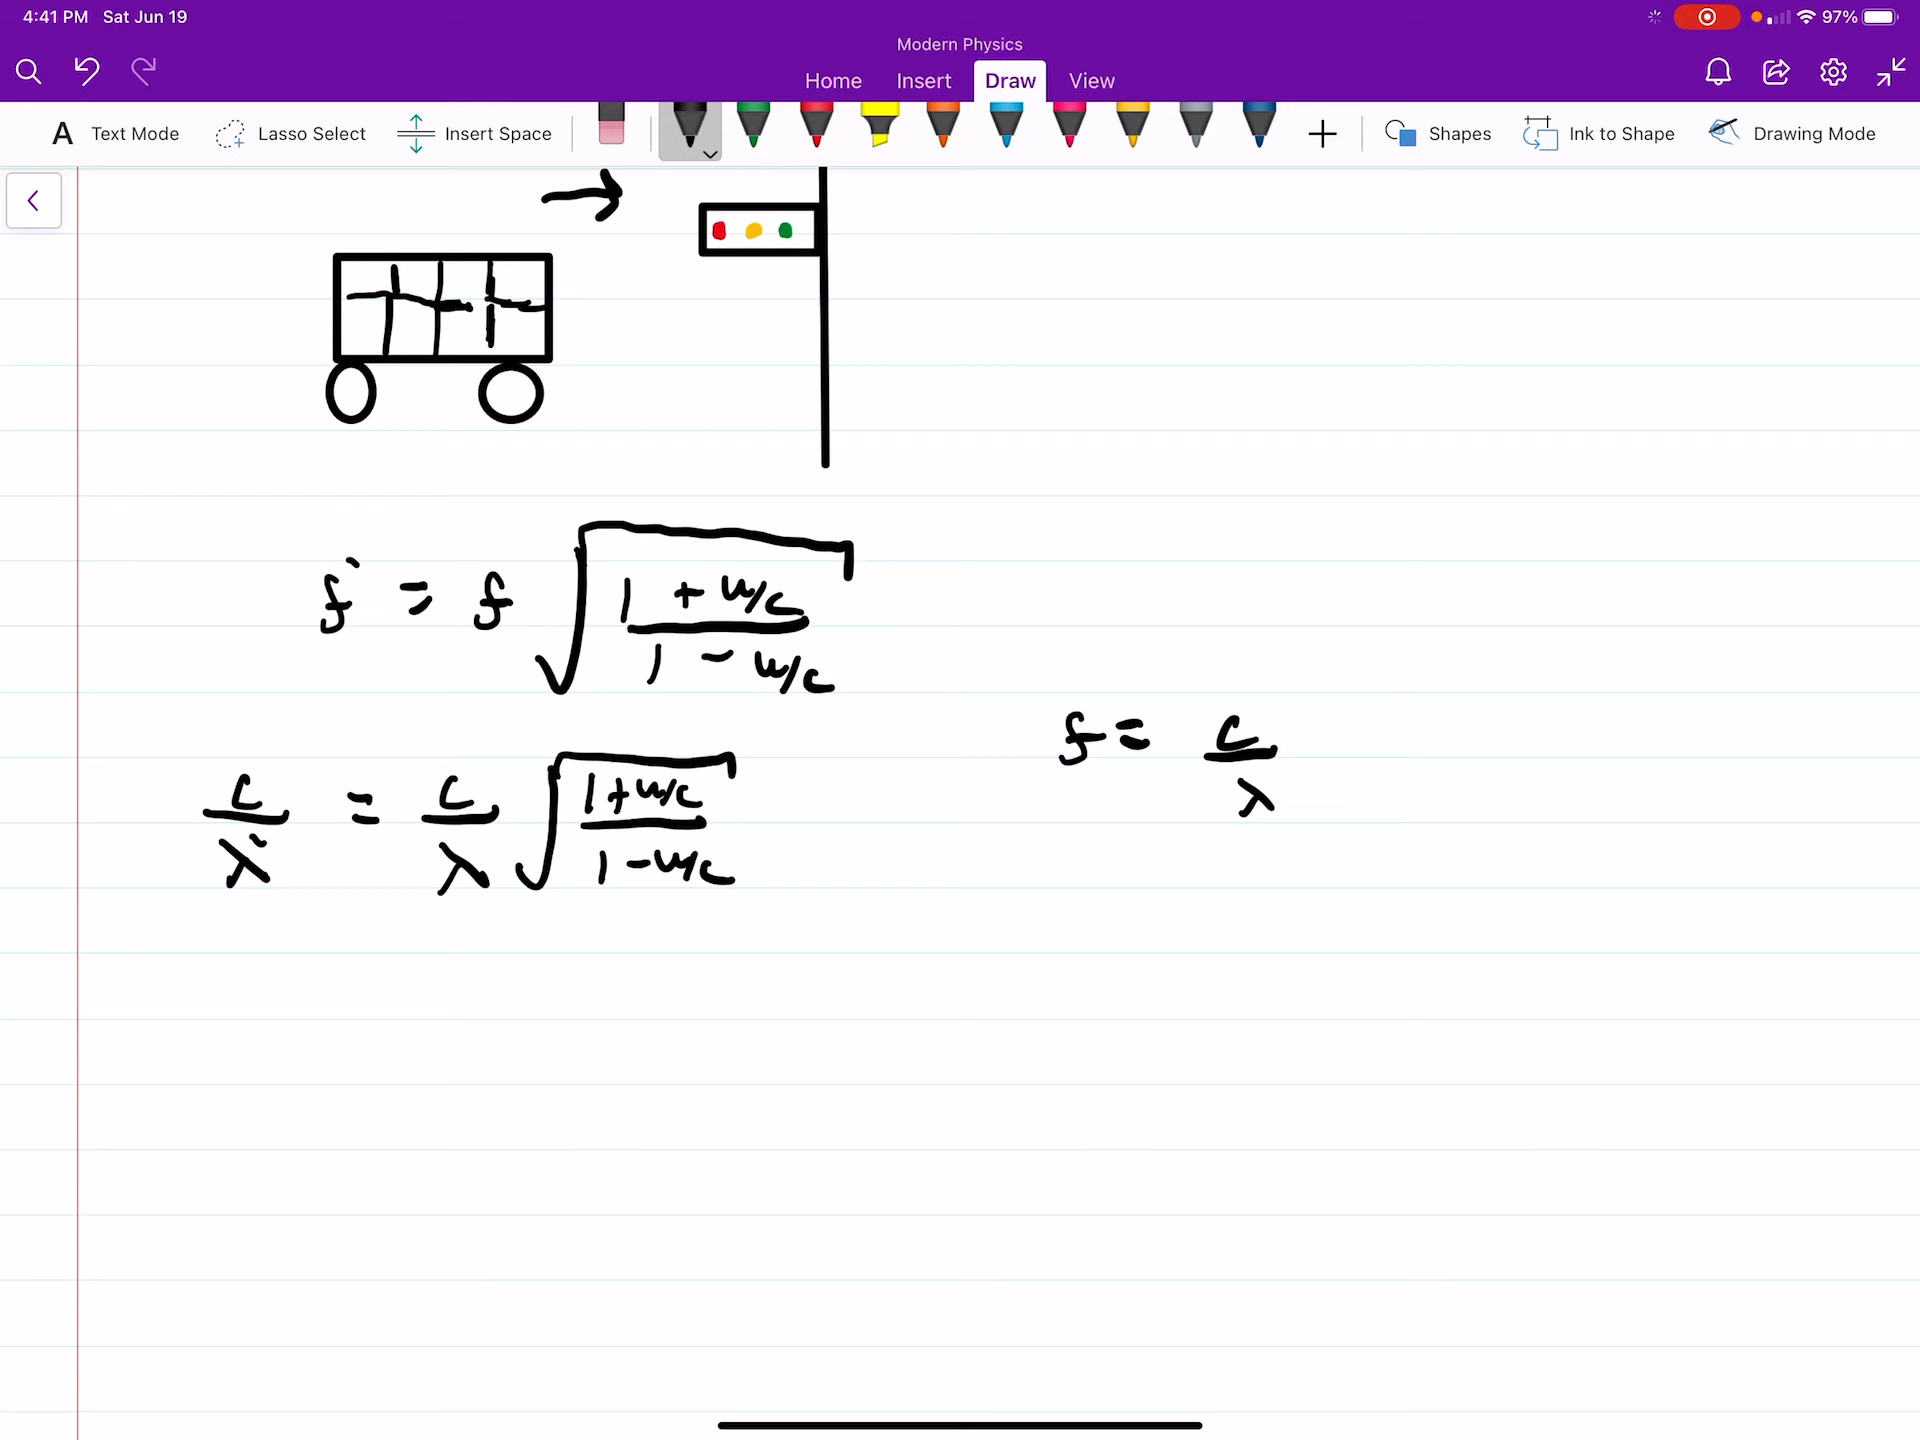 4:41 PM Sat Jun 19
97%
Modern Physics
Home Insert Draw View
A Text Mode Lasso Select Insert Space Shapes Ink to Shape Drawing Mode
f' = f √((1 + u/c)/(1 - u/c))
f = c/λ
c/λ' = c/λ √((1+u/c)/(1-u/c))